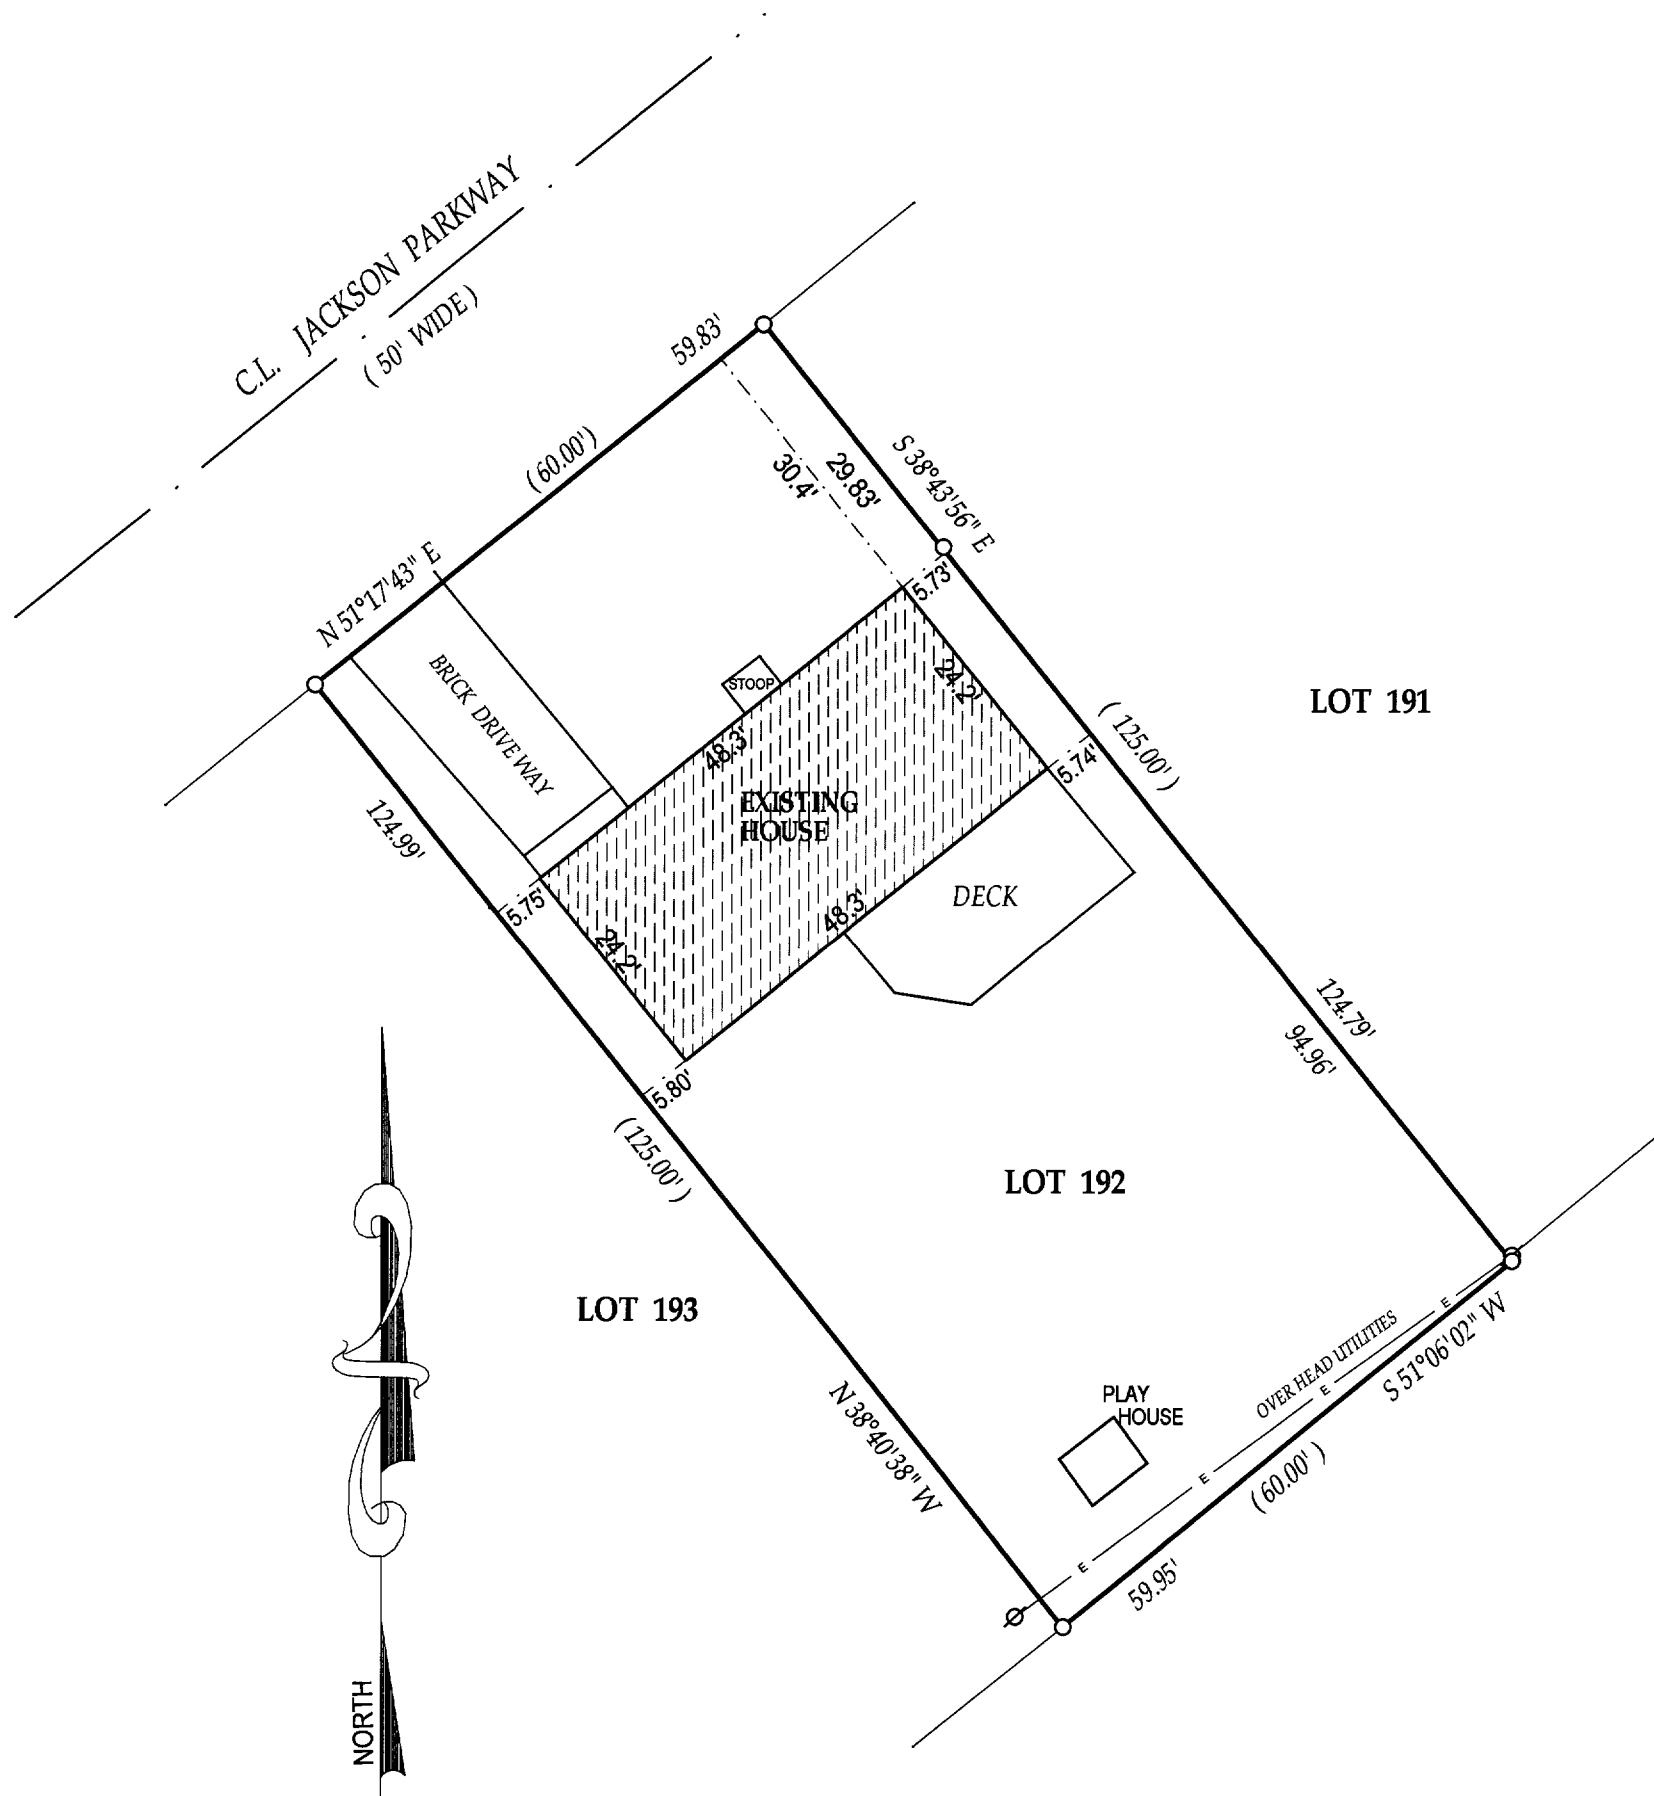 C.L. JACKSON PARKWAY
( 50' WIDE )
59.83'
( 60.00' )
N 51°17'43" E
S 38°43'56" E
29.83'
30.4'
5.73'
BRICK DRIVEWAY
STOOP
24.2'
48.3'
LOT 191
( 125.00' )
5.74'
EXISTING
HOUSE
124.99'
DECK
48.3'
5.75'
24.2'
124.79'
94.96'
5.80'
( 125.00' )
LOT 192
LOT 193
OVER HEAD UTILITIES
E
E
E
E
S 51°06'02" W
PLAY
HOUSE
N 38°40'38" W
( 60.00' )
59.95'
NORTH